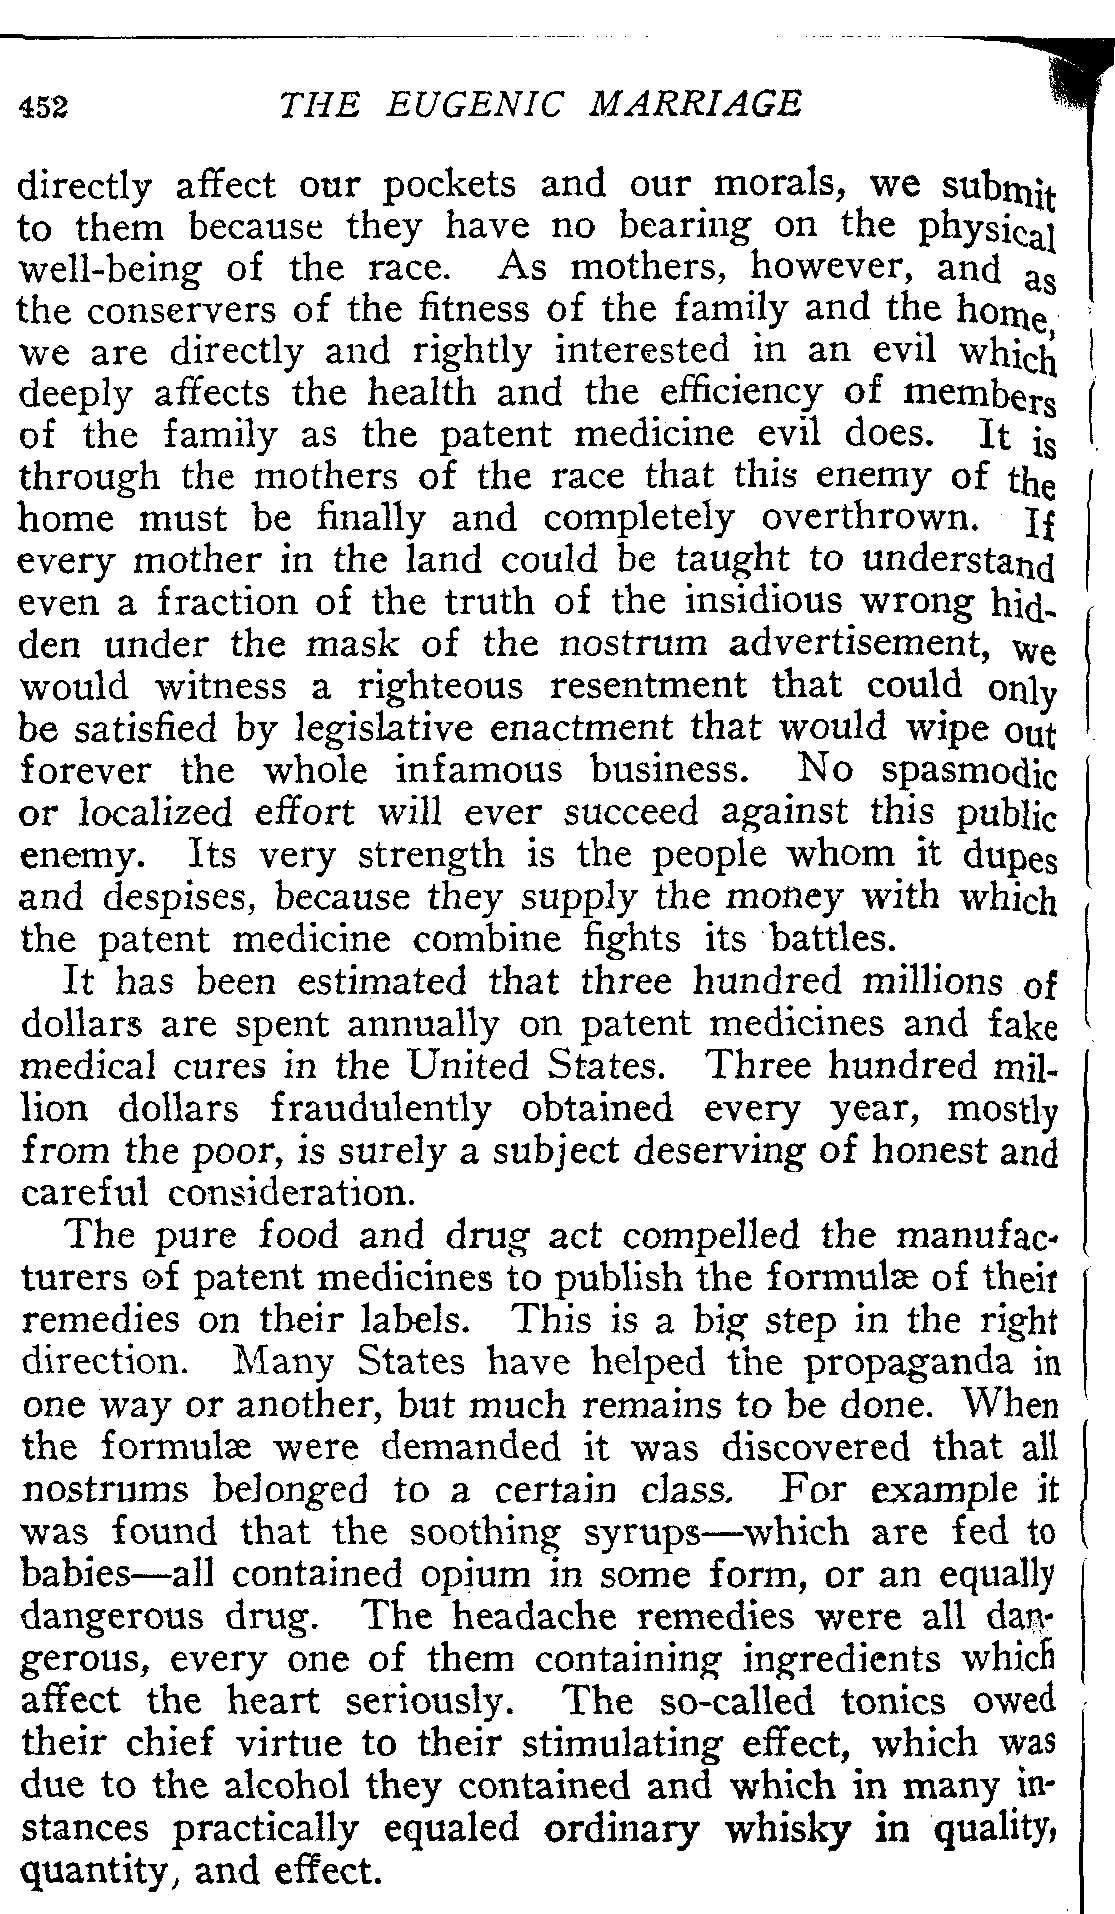 452 THE EUGENIC MARRIAGE
directly affect our pockets and our morals, we submit
to them because they have no bearing on the physical
well-being of the race. As mothers, however, and as
the conservers of the fitness of the family and the home,
we are directly and rightly interested in an evil which
deeply affects the health and the efficiency of members
of the family as the patent medicine evil does. It is
through the mothers of the race that this enemy of the
home must be finally and completely overthrown. If
every mother in the land could be taught to understand
even a fraction of the truth of the insidious wrong hid-
den under the mask of the nostrum advertisement, we
would witness a righteous resentment that could only
be satisfied by legislative enactment that would wipe out
forever the whole infamous business. No spasmodic
or localized effort will ever succeed against this public
enemy. Its very strength is the people whom it dupes
and despises, because they supply the money with which
the patent medicine combine fights its battles.
It has been estimated that three hundred millions of
dollars are spent annually on patent medicines and fake
medical cures in the United States. Three hundred mil-
lion dollars fraudulently obtained every year, mostly
from the poor, is surely a subject deserving of honest and
careful consideration.
The pure food and drug act compelled the manufac-
turers of patent medicines to publish the formulæ of their
remedies on their labels. This is a big step in the right
direction. Many States have helped the propaganda in
one way or another, but much remains to be done. When
the formulæ were demanded it was discovered that all
nostrums belonged to a certain class. For example it
was found that the soothing syrups—which are fed to
babies—all contained opium in some form, or an equally
dangerous drug. The headache remedies were all dan-
gerous, every one of them containing ingredients which
affect the heart seriously. The so-called tonics owed
their chief virtue to their stimulating effect, which was
due to the alcohol they contained and which in many in-
stances practically equaled ordinary whisky in quality,
quantity, and effect.